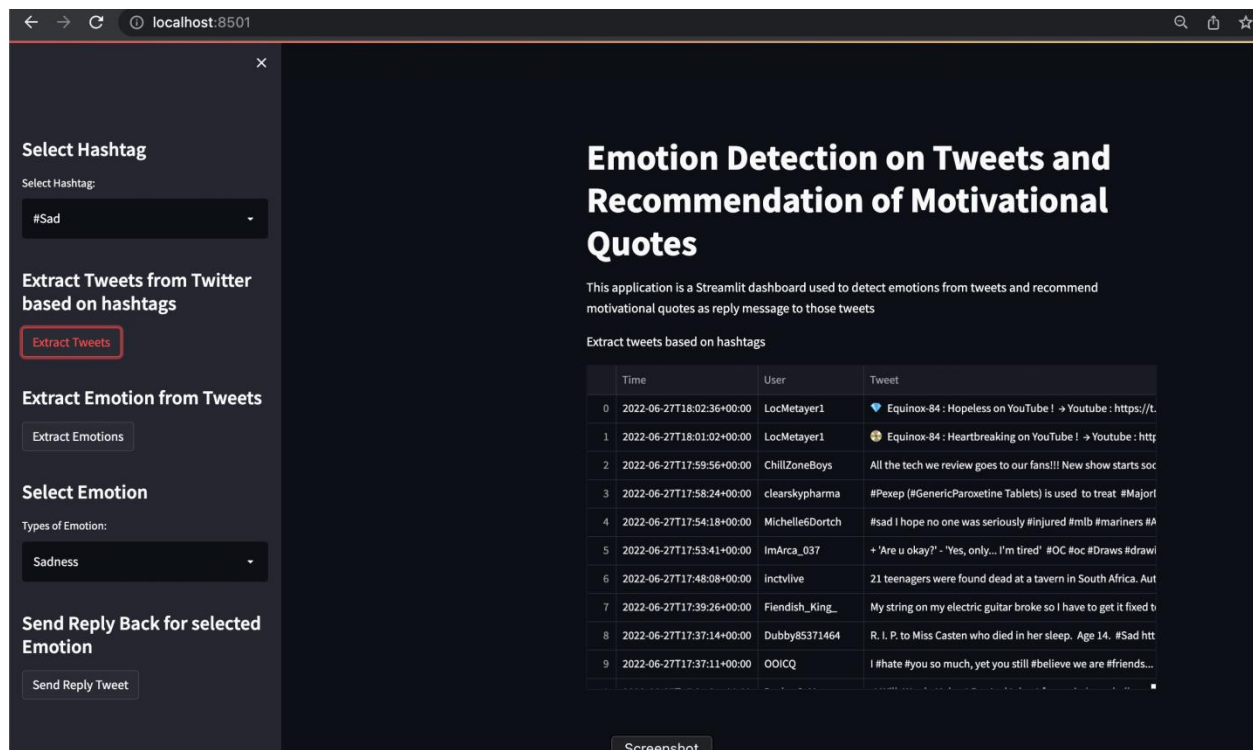 localhost:8501
Select Hashtag
Select Hashtag:
#Sad
Extract Tweets from Twitter
based on hashtags
Extract Tweets
Extract Emotion from Tweets
Extract Emotions
Select Emotion
Types of Emotion:
Sadness
Send Reply Back for selected
Emotion
Send Reply Tweet
Emotion Detection on Tweets and
Recommendation of Motivational
Quotes
This application is a Streamlit dashboard used to detect emotions from tweets and recommend
motivational quotes as reply message to those tweets
Extract tweets based on hashtags
Time User Tweet
0 2022-06-27T18:02:36+00:00 LocMetayer1 💎 Equinox-84 : Hopeless on YouTube ! → Youtube : https://t.
1 2022-06-27T18:01:02+00:00 LocMetayer1 Equinox-84 : Heartbreaking on YouTube ! → Youtube : http
2 2022-06-27T17:59:56+00:00 ChillZoneBoys All the tech we review goes to our fans!!! New show starts soo
3 2022-06-27T17:58:24+00:00 clearskypharma #Pexep (#GenericParoxetine Tablets) is used to treat
4 2022-06-27T17:54:18+00:00 Michelle6Dortch #sad I hope no one was seriously #injured #mlb #mariners #A
5 2022-06-27T17:53:41+00:00 ImArca_037 + 'Are u okay?' - 'Yes, only... I'm tired' #OC #oc #Draws #drawi
6 2022-06-27T17:48:08+00:00 inctvlive 21 teenagers were found dead at a tavern in South Africa. Aut
7 2022-06-27T17:39:26+00:00 Fiendish_King_ My string on my electric guitar broke so I have to get it fixed
8 2022-06-27T17:37:14+00:00 Dubby85371464 R. I. P. to Miss Casten who died in her sleep. Age 14. #Sad htt
9 2022-06-27T17:37:11+00:00 OOICQ I #hate #you so much, yet you still #believe we are #friends...
Screenshot